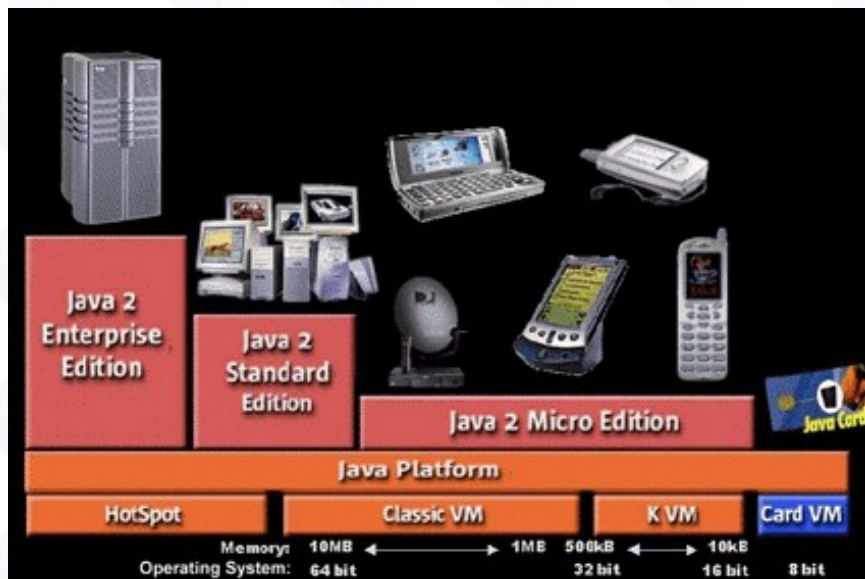 Java 2
Enterprise
Edition
Java 2
Standard
Edition
Java 2 Micro Edition
Java Card
Java Platform
HotSpot
Classic VM
K VM
Card VM
Memory: 10MB 1MB 500kB 10kB
Operating System: 64 bit 32 bit 16 bit 8 bit